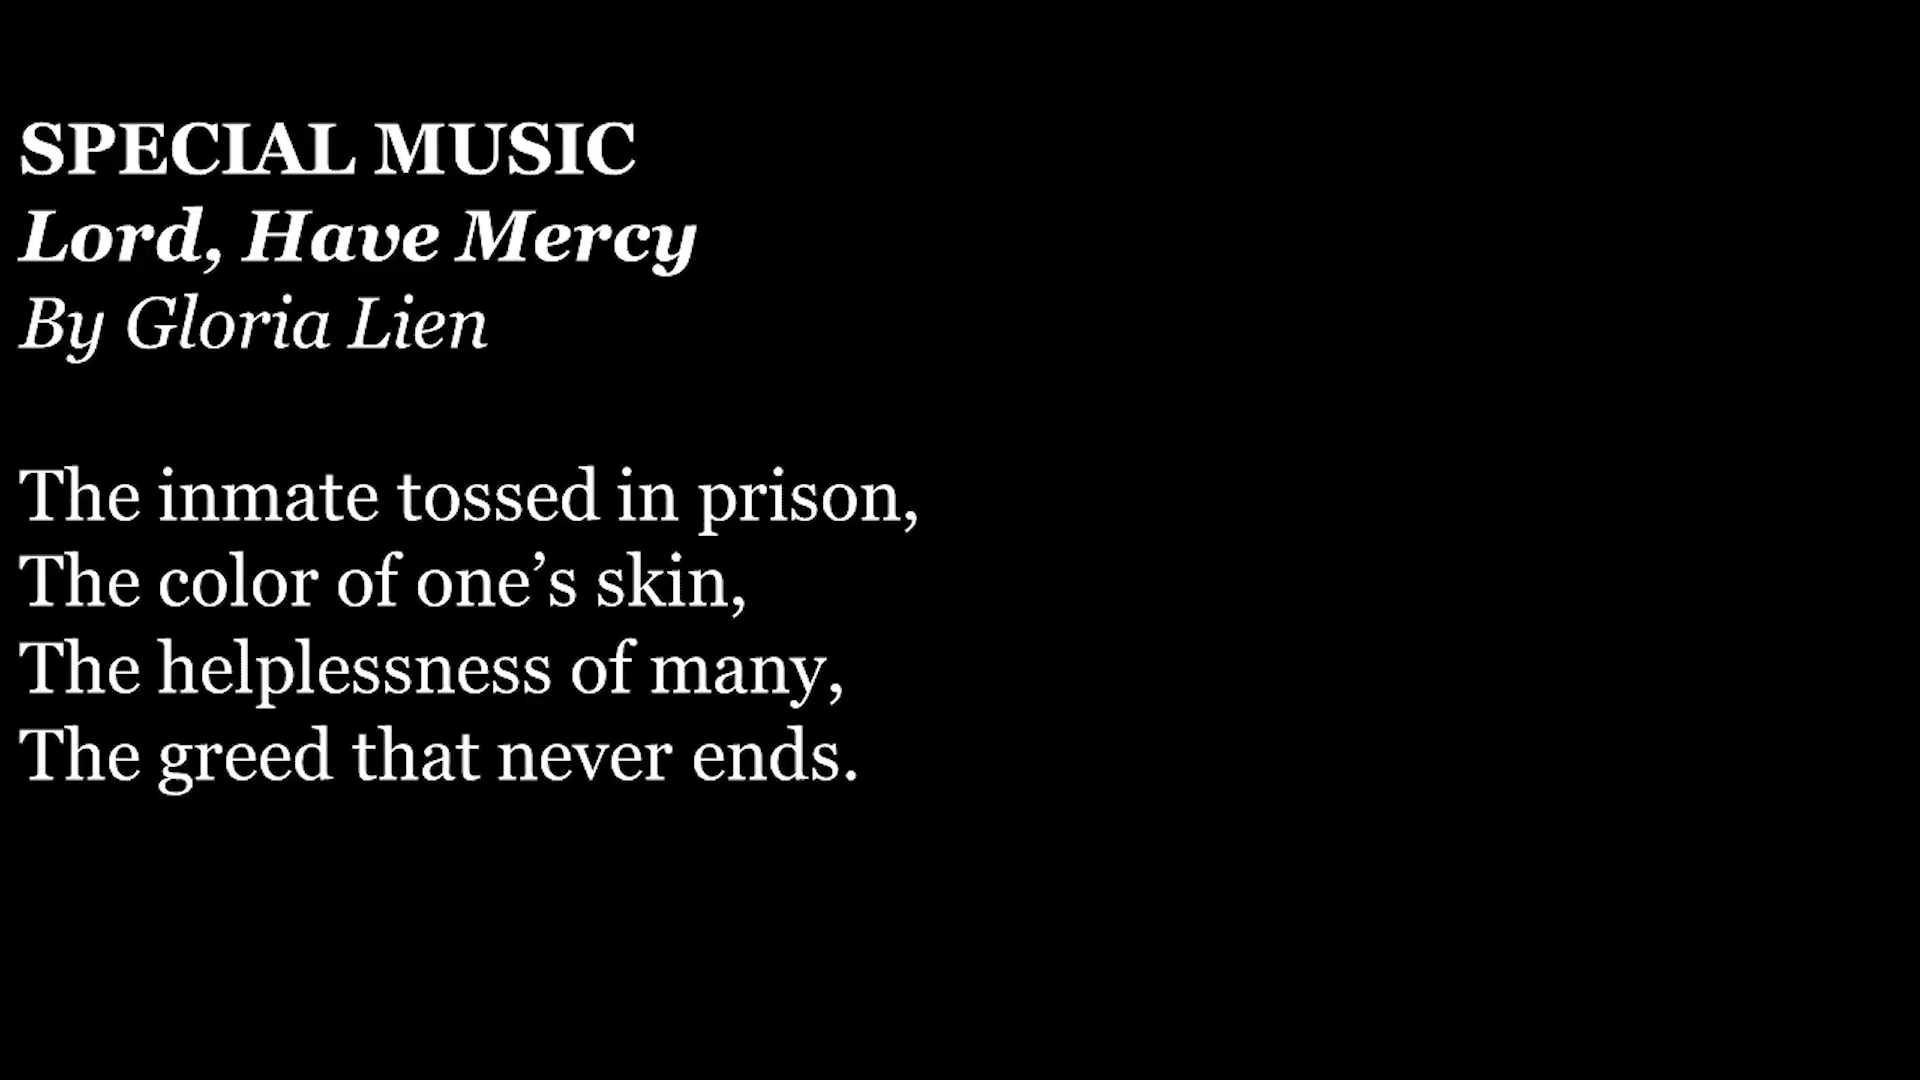 SPECIAL MUSIC
Lord, Have Mercy
By Gloria Lien
The inmate tossed in prison,
The color of one’s skin,
The helplessness of many,
The greed that never ends.